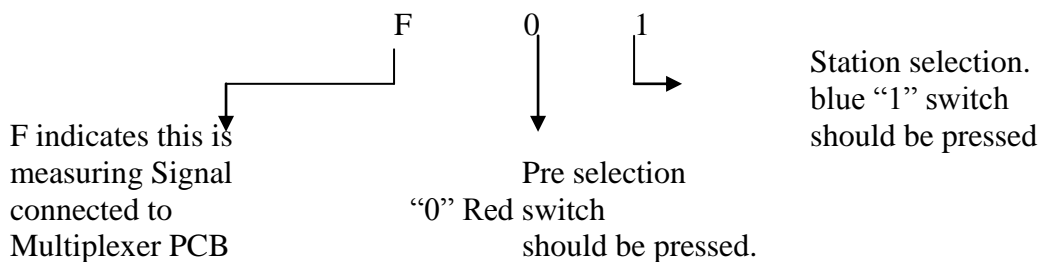 F 0 1
Station selection.
blue “1” switch
should be pressed
F indicates this is
measuring Signal
connected to
Multiplexer PCB
Pre selection
“0” Red switch
should be pressed.